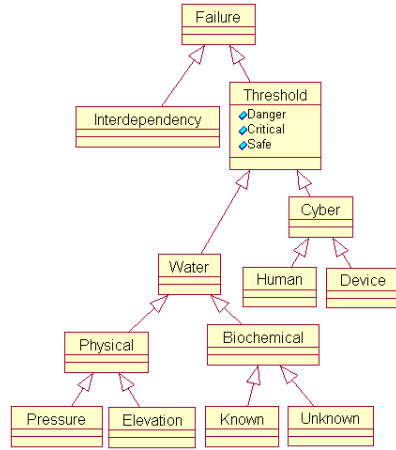 Failure
Interdependency
Threshold
Danger
Critical
Safe
Cyber
Water
Human
Device
Physical
Biochemical
Pressure
Elevation
Known
Unknown